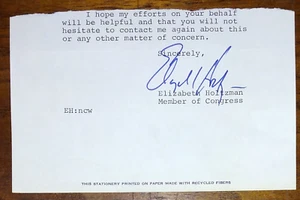 I hope my efforts on your behalf
will be helpful and that you will not
hesitate to contact me again about this
or any other matter of concern.
Sincerely,
Elizabeth Holtzman
Member of Congress
EH:ncw
THIS STATIONERY PRINTED ON PAPER MADE WITH RECYCLED FIBERS